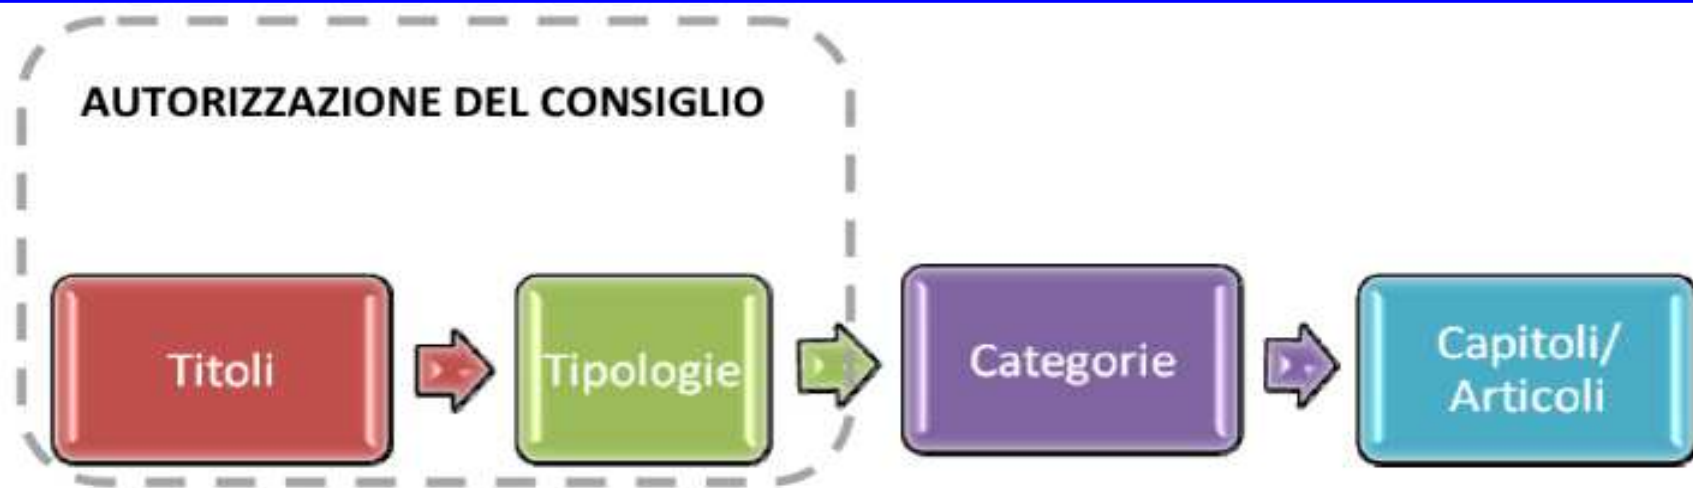 AUTORIZZAZIONE DEL CONSIGLIO
Titoli
Tipologie
Categorie
Capitoli/
Articoli